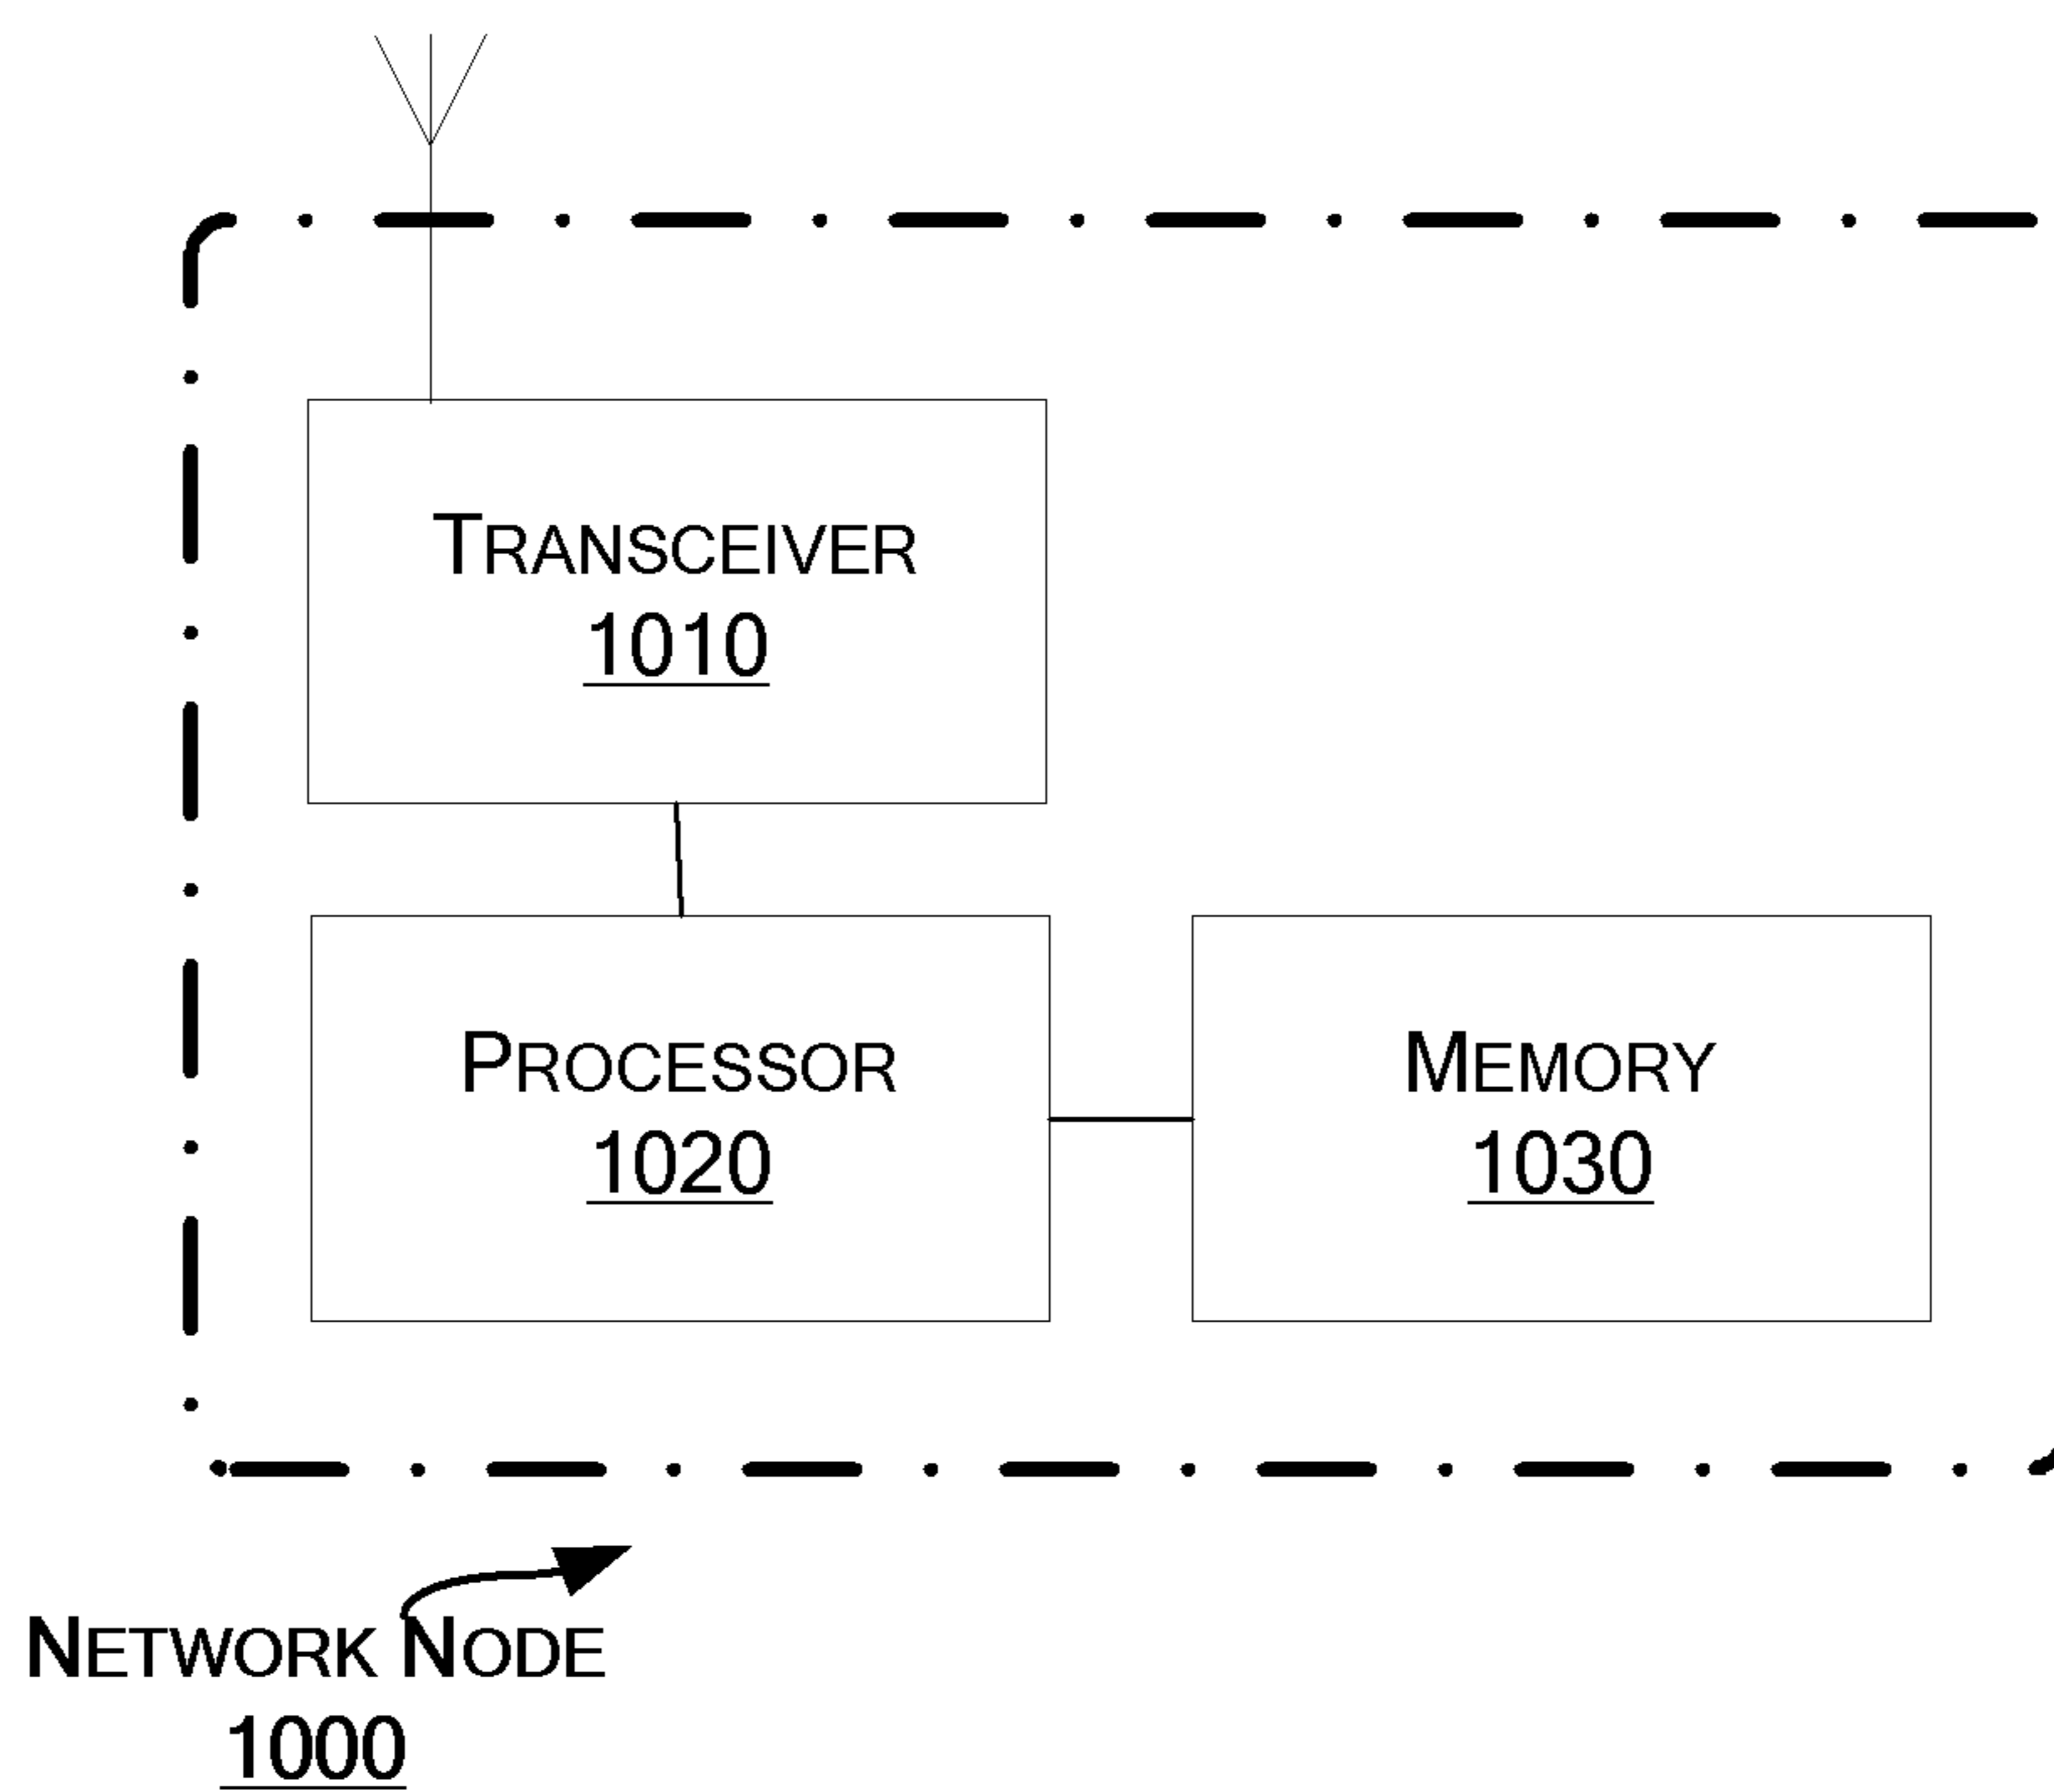 TRANSCEIVER
1010
PROCESSOR
1020
MEMORY
1030
NETWORK NODE
1000